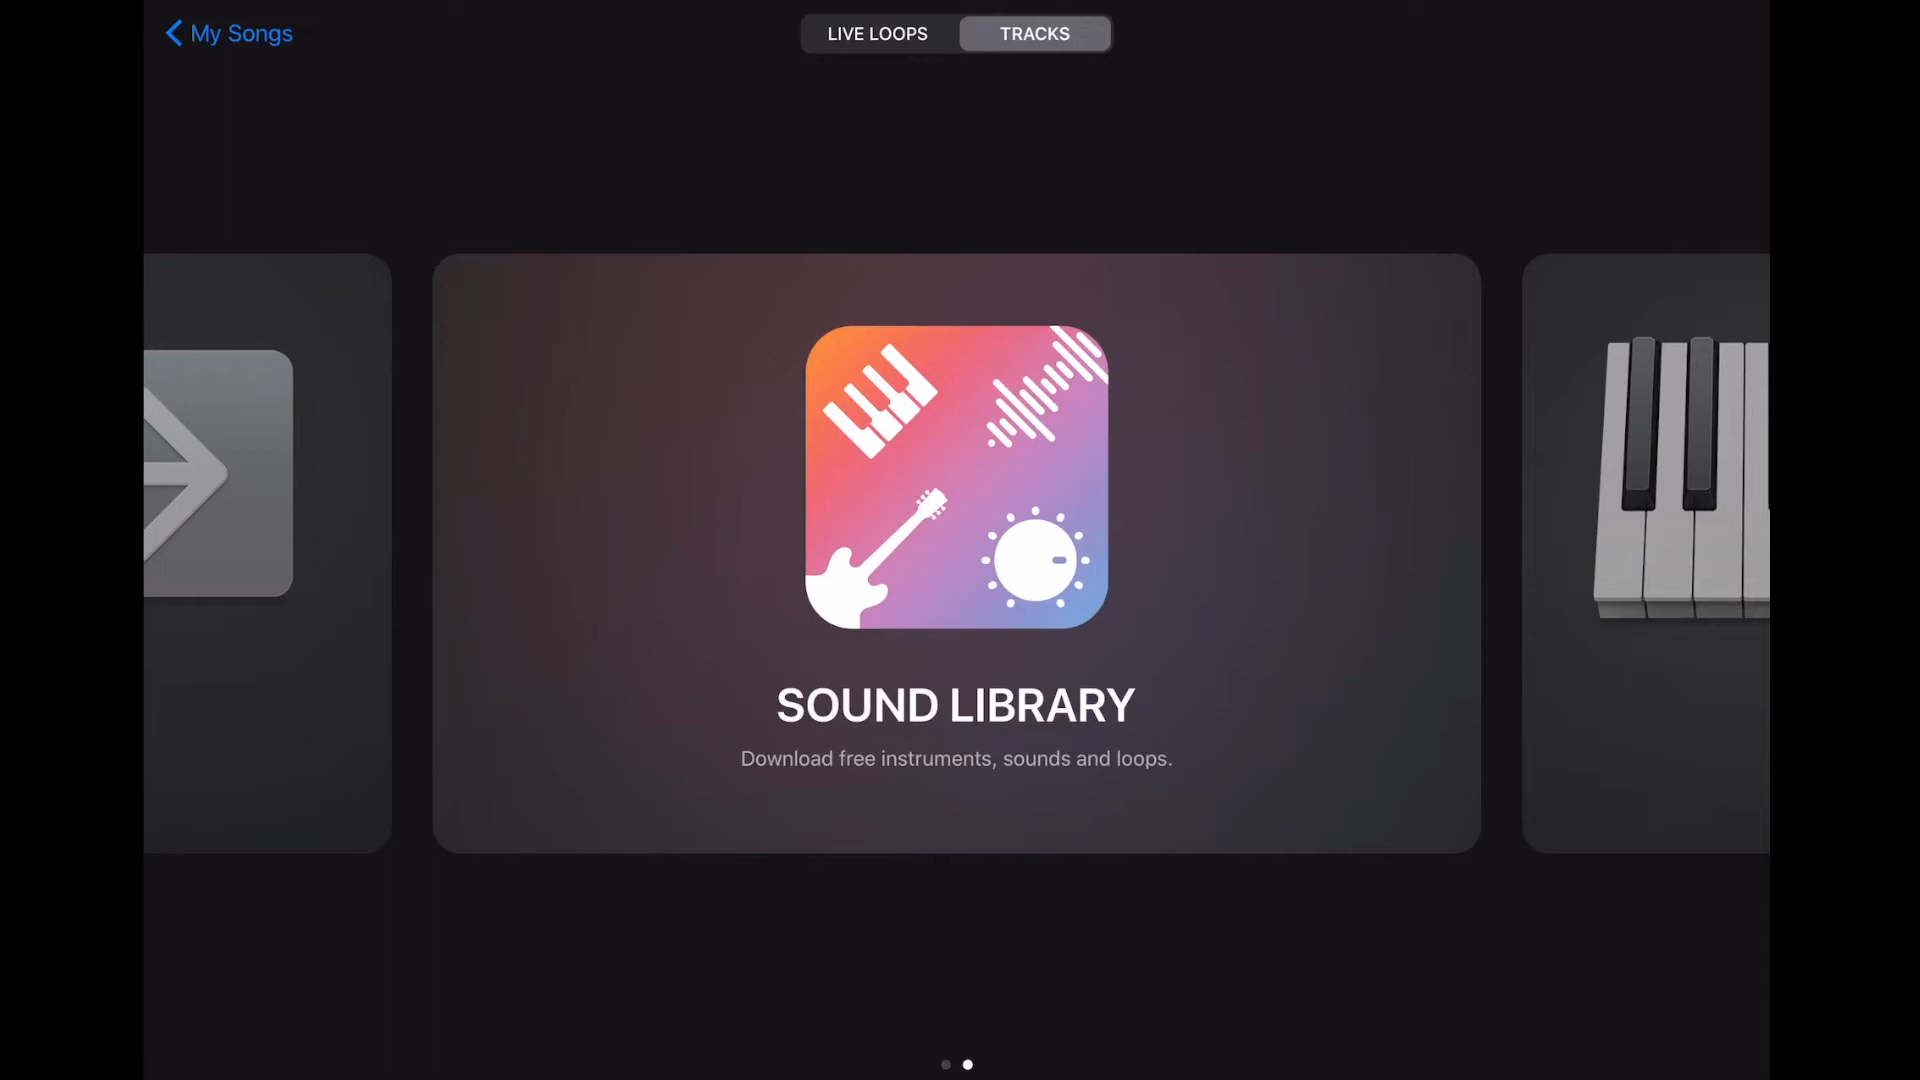 My Songs
LIVE LOOPS
TRACKS
SOUND LIBRARY
Download free instruments, sounds and loops.